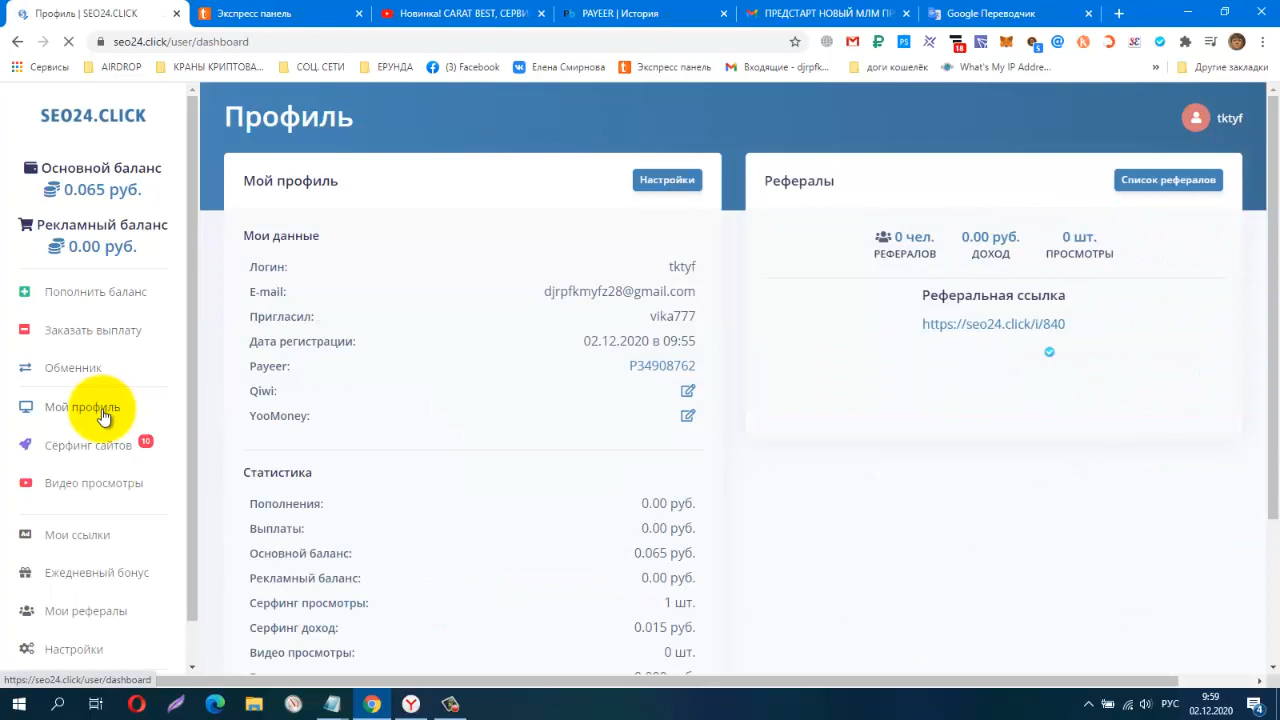 Профиль | SEO24.CLICK
Экспресс панель
Новинка! CARAT BEST, СЕРВИ
PAYEER | История
ПРЕДСТАРТ НОВЫЙ МЛМ ПР
Google Переводчик
seo24.click/user/dashboard
Сервисы
AIRDROP
КРАНЫ КРИПТОВА...
СОЦ. СЕТИ
ЕРУНДА
(3) Facebook
Елена Смирнова
Экспресс панель
Входящие - djrpfk...
доги кошелёк
What's My IP Addre...
»
Другие закладки
SEO24.CLICK
Основной баланс
0.065 руб.
Рекламный баланс
0.00 руб.
Пополнить баланс
Заказать выплату
Обменник
Мой профиль
Сёрфинг сайтов
10
Видео просмотры
Мои ссылки
Ежедневный бонус
Мои рефералы
Настройки
Профиль
tktyf
Мой профиль
Настройки
Мои данные
Логин: tktyf
E-mail: djrpfkmyfz28@gmail.com
Пригласил: vika777
Дата регистрации: 02.12.2020 в 09:55
Payeer: P34908762
Qiwi:
YooMoney:
Статистика
Пополнения: 0.00 руб.
Выплаты: 0.00 руб.
Основной баланс: 0.065 руб.
Рекламный баланс: 0.00 руб.
Серфинг просмотры: 1 шт.
Серфинг доход: 0.015 руб.
Видео просмотры: 0 шт.
Рефералы
Список рефералов
0 чел.
РЕФЕРАЛОВ
0.00 руб.
ДОХОД
0 шт.
ПРОСМОТРЫ
Реферальная ссылка
https://seo24.click/i/840
https://seo24.click/user/dashboard
РУС
9:59
02.12.2020
4